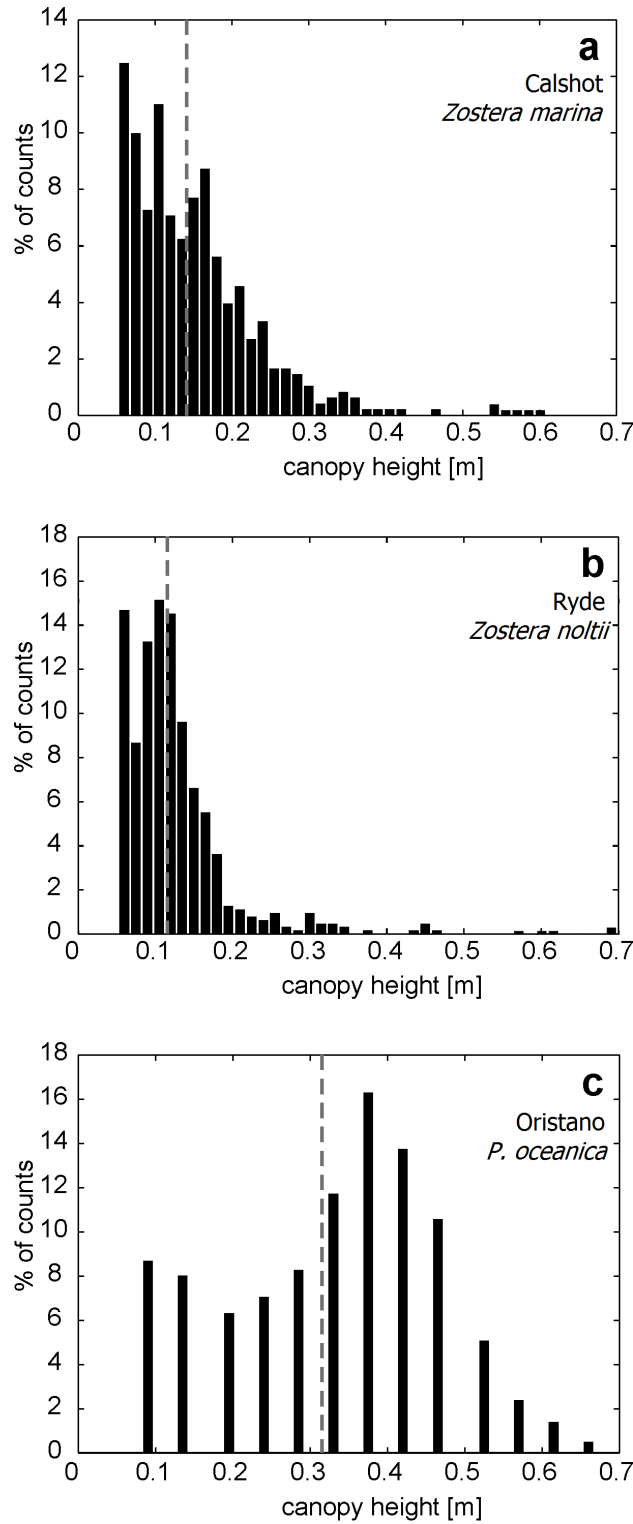 14
12
10
8
6
4
2
0
% of counts
a
Calshot
Zostera marina
0 0.1 0.2 0.3 0.4 0.5 0.6 0.7
canopy height [m]
18
16
14
12
10
8
6
4
2
0
% of counts
b
Ryde
Zostera noltii
0 0.1 0.2 0.3 0.4 0.5 0.6 0.7
canopy height [m]
18
16
14
12
10
8
6
4
2
0
% of counts
c
Oristano
P. oceanica
0 0.1 0.2 0.3 0.4 0.5 0.6 0.7
canopy height [m]